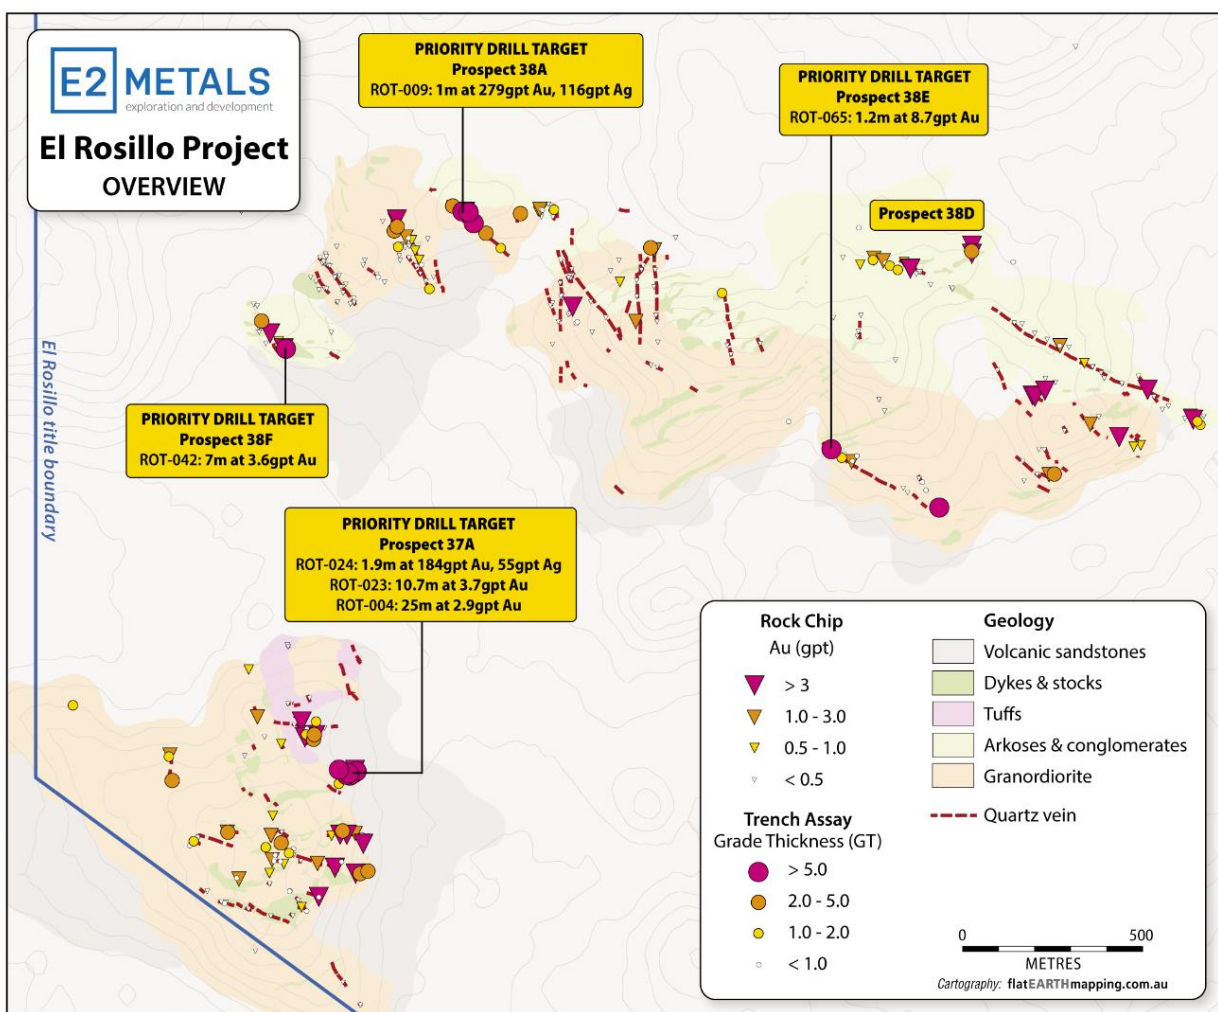 E2 METALS
exploration and development
El Rosillo Project
OVERVIEW
PRIORITY DRILL TARGET
Prospect 38A
ROT-009: 1m at 279gpt Au, 116gpt Ag
PRIORITY DRILL TARGET
Prospect 38E
ROT-065: 1.2m at 8.7gpt Au
Prospect 38D
El Rosillo title boundary
PRIORITY DRILL TARGET
Prospect 38F
ROT-042: 7m at 3.6gpt Au
PRIORITY DRILL TARGET
Prospect 37A
ROT-024: 1.9m at 184gpt Au, 55gpt Ag
ROT-023: 10.7m at 3.7gpt Au
ROT-004: 25m at 2.9gpt Au
Rock Chip
Au (gpt)
> 3
1.0 - 3.0
0.5 - 1.0
< 0.5
Trench Assay
Grade Thickness (GT)
> 5.0
2.0 - 5.0
1.0 - 2.0
< 1.0
Geology
Volcanic sandstones
Dykes & stocks
Tuffs
Arkoses & conglomerates
Granordiorite
Quartz vein
0 500
METRES
Cartography: flatEARTHmapping.com.au